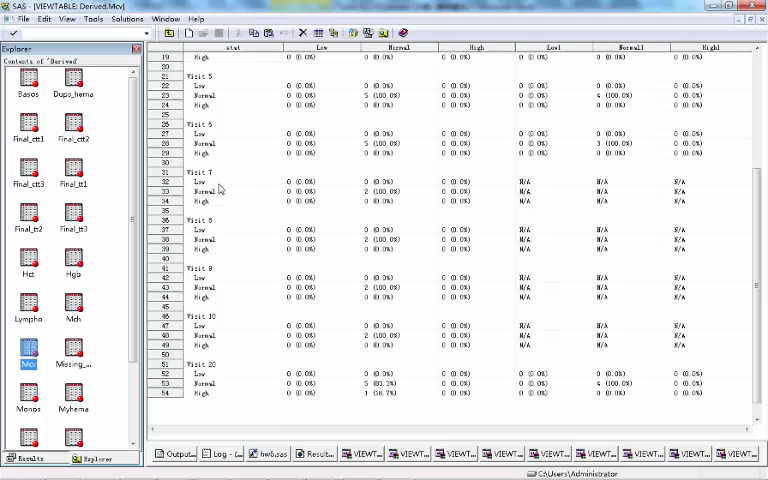 SAS - [VIEWTABLE: Derived.Mcv]
File Edit View Tools Solutions Window Help
Explorer
Contents of 'Derived'
Basos Dups_hema
Final_ctt1 Final_ctt2
Final_ctt3 Final_tt1
Final_tt2 Final_tt3
Hct Hgb
Lympho Mch
Mcv Missing_...
Monos Myhema
Results Explorer
stat Low Normal High Low1 Normal1 High1
19 High 0 (0.0%) 0 (0.0%) 0 (0.0%) 0 (0.0%) 0 (0.0%) 0 (0.0%)
20
21 Visit 5
22 Low 0 (0.0%) 0 (0.0%) 0 (0.0%) 0 (0.0%) 0 (0.0%) 0 (0.0%)
23 Normal 0 (0.0%) 5 (100.0%) 0 (0.0%) 0 (0.0%) 4 (100.0%) 0 (0.0%)
24 High 0 (0.0%) 0 (0.0%) 0 (0.0%) 0 (0.0%) 0 (0.0%) 0 (0.0%)
25
26 Visit 6
27 Low 0 (0.0%) 0 (0.0%) 0 (0.0%) 0 (0.0%) 0 (0.0%) 0 (0.0%)
28 Normal 0 (0.0%) 5 (100.0%) 0 (0.0%) 0 (0.0%) 3 (100.0%) 0 (0.0%)
29 High 0 (0.0%) 0 (0.0%) 0 (0.0%) 0 (0.0%) 0 (0.0%) 0 (0.0%)
30
31 Visit 7
32 Low 0 (0.0%) 0 (0.0%) 0 (0.0%) N/A N/A N/A
33 Normal 0 (0.0%) 2 (100.0%) 0 (0.0%) N/A N/A N/A
34 High 0 (0.0%) 0 (0.0%) 0 (0.0%) N/A N/A N/A
35
36 Visit 8
37 Low 0 (0.0%) 0 (0.0%) 0 (0.0%) N/A N/A N/A
38 Normal 0 (0.0%) 2 (100.0%) 0 (0.0%) N/A N/A N/A
39 High 0 (0.0%) 0 (0.0%) 0 (0.0%) N/A N/A N/A
40
41 Visit 9
42 Low 0 (0.0%) 0 (0.0%) 0 (0.0%) N/A N/A N/A
43 Normal 0 (0.0%) 2 (100.0%) 0 (0.0%) N/A N/A N/A
44 High 0 (0.0%) 0 (0.0%) 0 (0.0%) N/A N/A N/A
45
46 Visit 10
47 Low 0 (0.0%) 0 (0.0%) 0 (0.0%) N/A N/A N/A
48 Normal 0 (0.0%) 2 (100.0%) 0 (0.0%) N/A N/A N/A
49 High 0 (0.0%) 0 (0.0%) 0 (0.0%) N/A N/A N/A
50
51 Visit 20
52 Low 0 (0.0%) 0 (0.0%) 0 (0.0%) 0 (0.0%) 0 (0.0%) 0 (0.0%)
53 Normal 0 (0.0%) 5 (83.3%) 0 (0.0%) 0 (0.0%) 4 (100.0%) 0 (0.0%)
54 High 0 (0.0%) 1 (16.7%) 0 (0.0%) 0 (0.0%) 0 (0.0%) 0 (0.0%)
Output... Log - (... hw6.sas Result... VIEWT... VIEWT... VIEWT... VIEWT... VIEWT... VIEWT... VIEWT... VIEWT... VIEWT...
C:\Users\Administrator